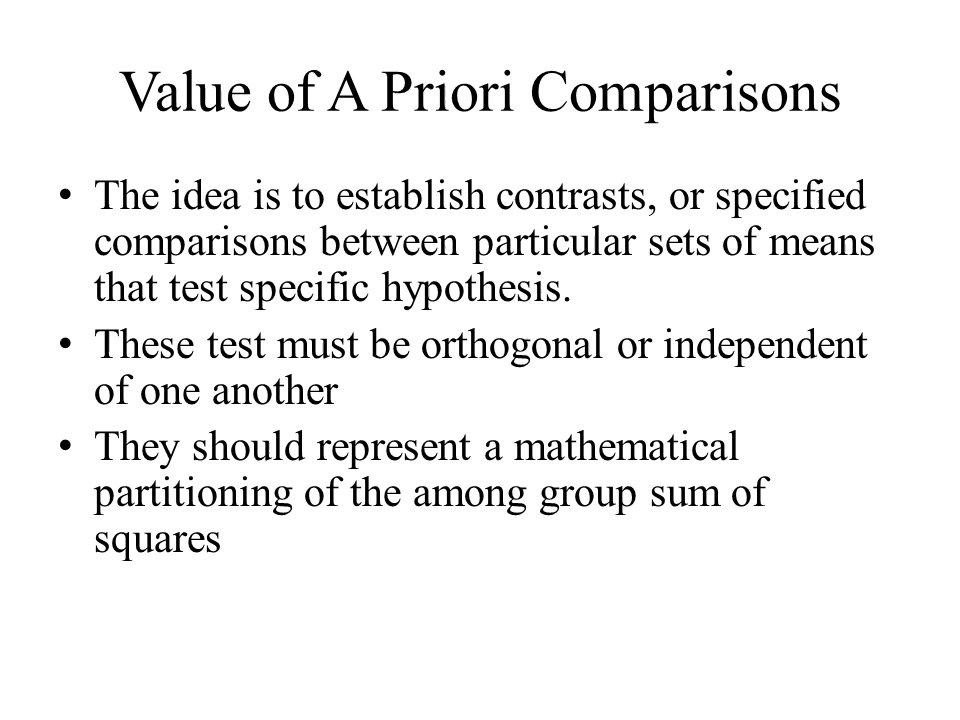 Value of A Priori Comparisons
• The idea is to establish contrasts, or specified
comparisons between particular sets of means
that test specific hypothesis.
• These test must be orthogonal or independent
of one another
• They should represent a mathematical
partitioning of the among group sum of
squares